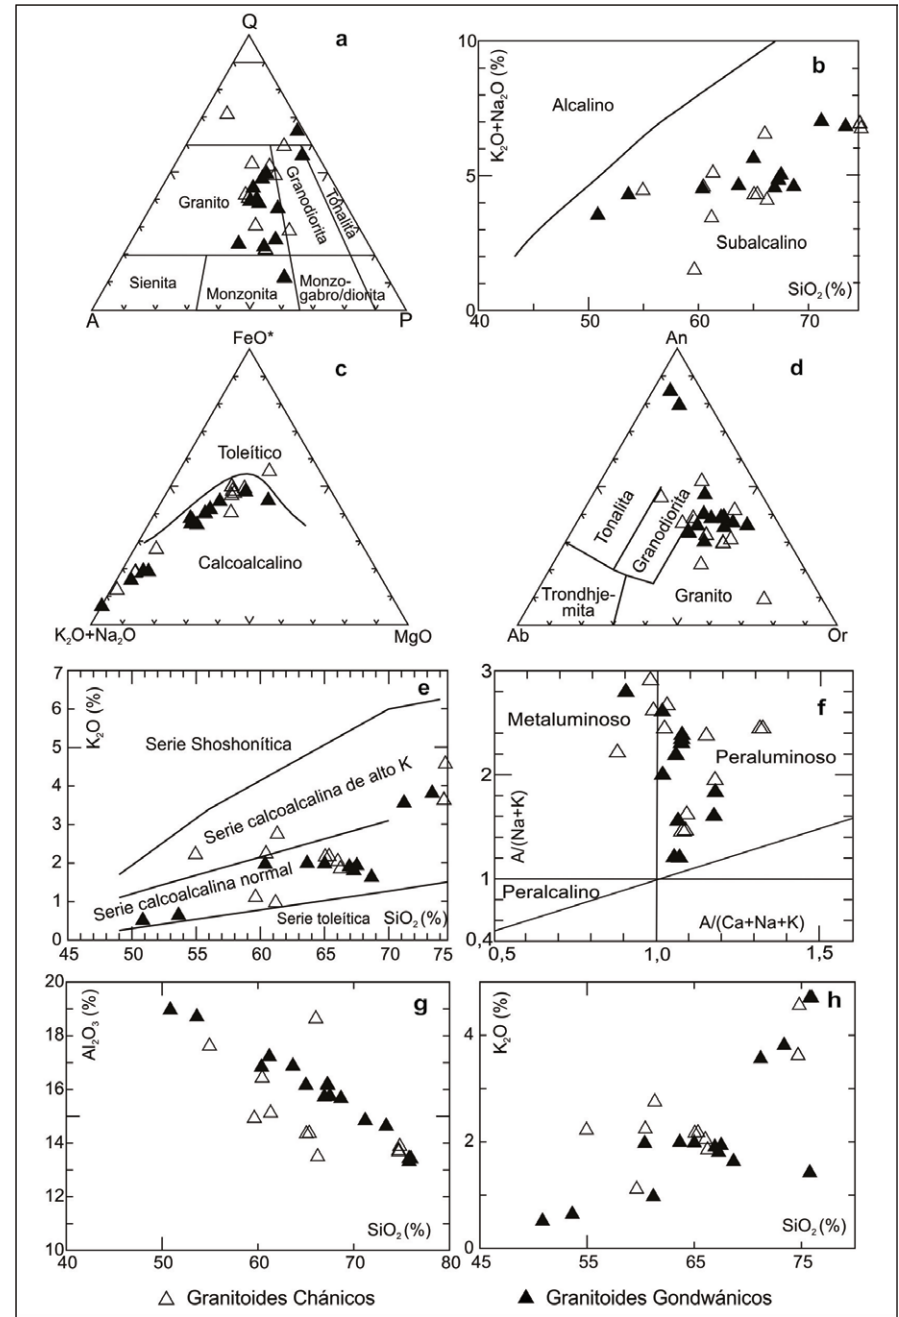 Q
a
Granito
Granodiorita
Tonalita
Sienita
Monzonita
Monzo-
gabro/diorita
A
P
10
b
K₂O+Na₂O (%)
Alcalino
5
Subalcalino
SiO₂(%)
0
40
50
60
70
FeO*
c
Toleítico
Calcoalcalino
K₂O+Na₂O
MgO
An
d
Tonalita
Granodiorita
Trondhje-
mita
Granito
Ab
Or
7
6
5
4
3
2
1
0
K₂O (%)
e
Serie Shoshonítica
Serie calcoalcalina de alto K
Serie calcoalcalina normal
Serie toleítica
SiO₂(%)
45
50
55
60
65
70
75
3
f
Metaluminoso
Peraluminoso
2
A/(Na+K)
1
Peralcalino
A/(Ca+Na+K)
0,4
0,5
1,0
1,5
20
g
Al₂O₃ (%)
18
16
14
12
10
SiO₂(%)
40
50
60
70
80
h
K₂O (%)
4
2
0
SiO₂(%)
45
55
65
75
Granitoides Chánicos
Granitoides Gondwánicos